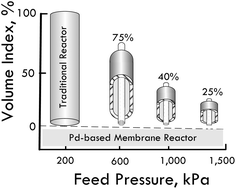 Volume Index, %
100
50
0
Traditional Reactor
75%
40%
25%
Pd-based Membrane Reactor
200
600
1,000
1,500
Feed Pressure, kPa